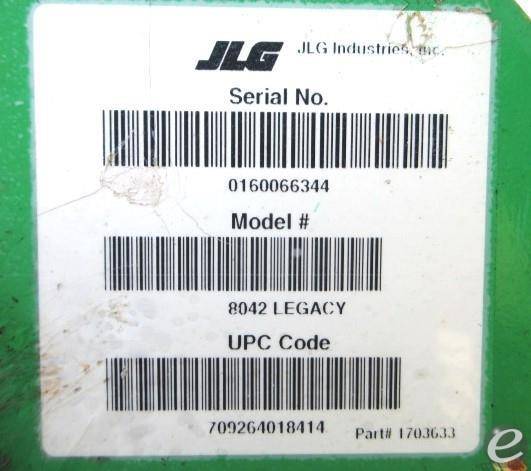 JLG JLG Industries, Inc.
Serial No.
0160066344
Model #
8042 LEGACY
UPC Code
709264018414
Part# 1703633
e